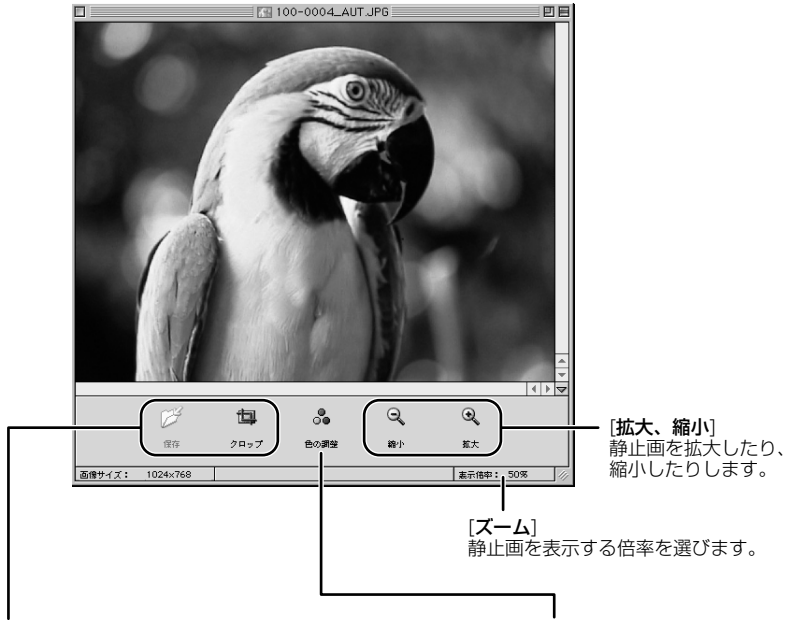 100-0004_AUT.JPG
保存
クロップ
色の調整
縮小
拡大
画像サイズ： 1024×768
表示倍率： 50%
[拡大、縮小]
静止画を拡大したり、
縮小したりします。
[ズーム]
静止画を表示する倍率を選びます。